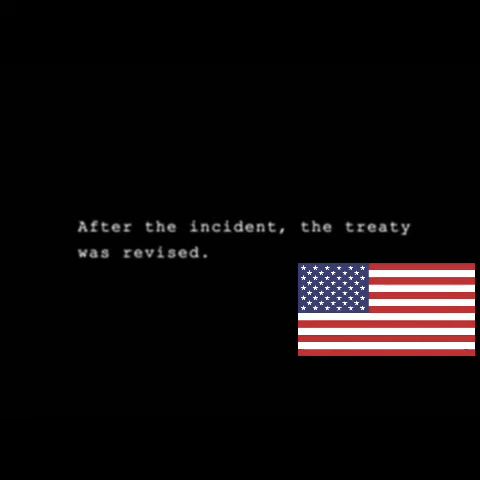 After the incident, the treaty
was revised.